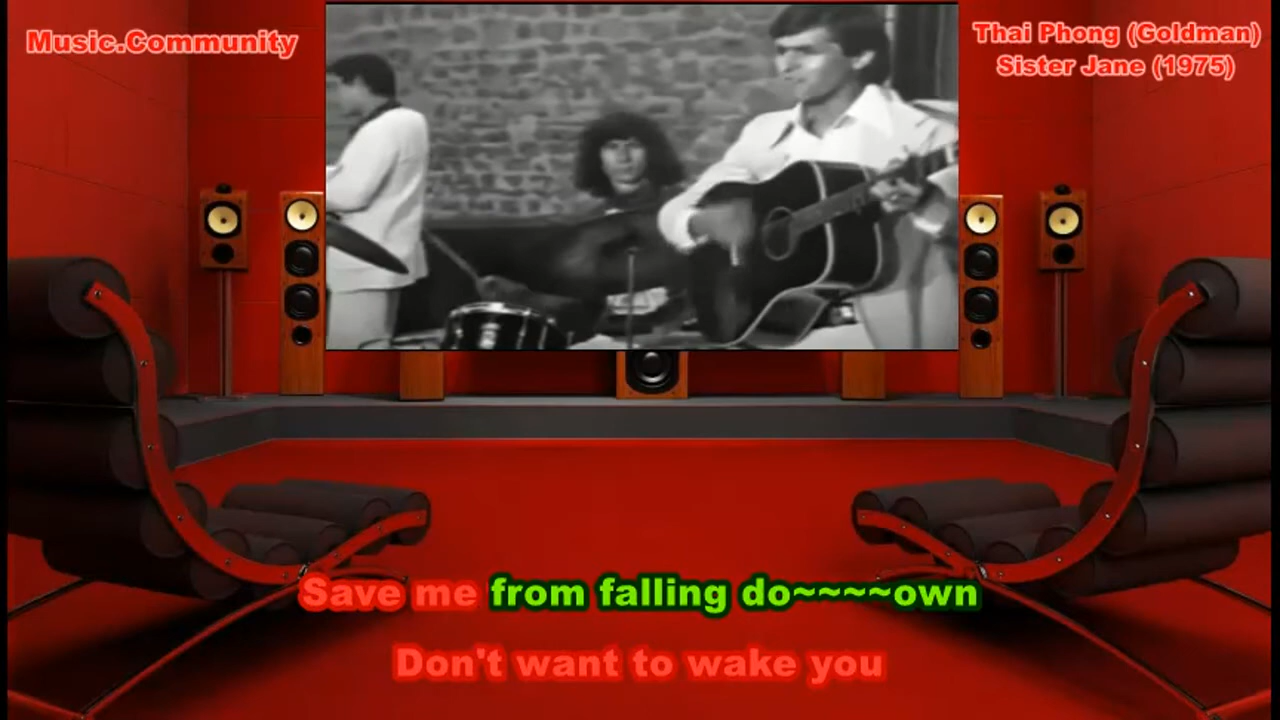 Music.Community
Thai Phong (Goldman)
Sister Jane (1975)
Save me from falling do~~~~own
Don't want to wake you